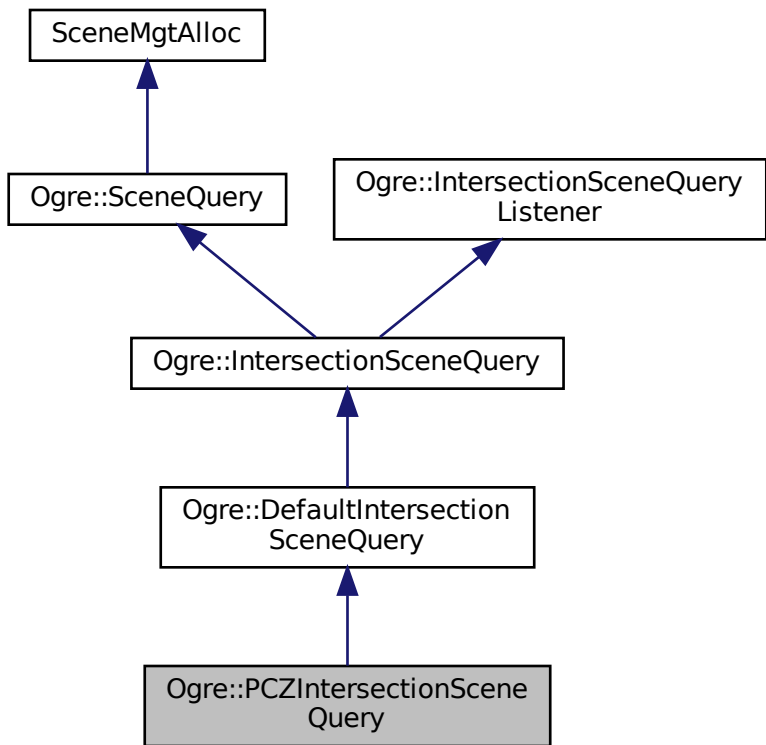 SceneMgtAlloc
Ogre::SceneQuery
Ogre::IntersectionSceneQuery
Listener
Ogre::IntersectionSceneQuery
Ogre::DefaultIntersection
SceneQuery
Ogre::PCZIntersectionScene
Query